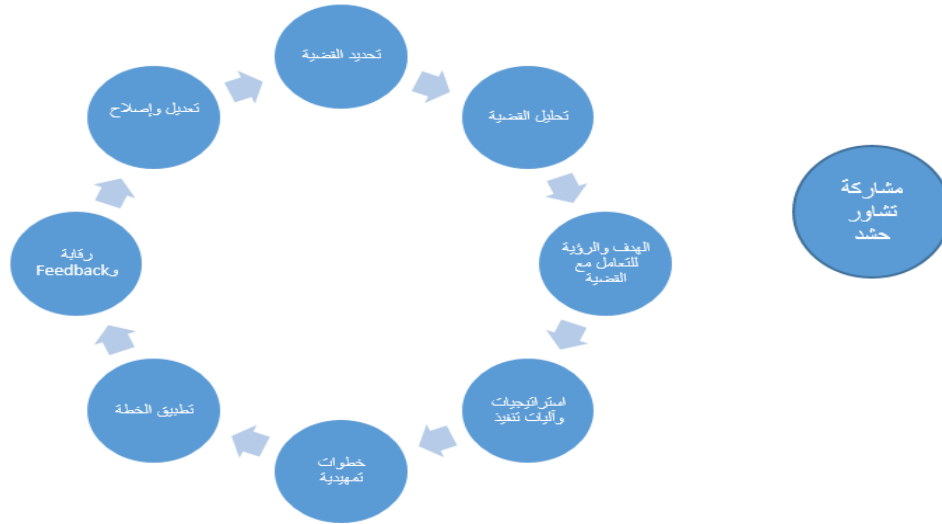 تحديد القضية
تحليل القضية
الهدف والرؤية
للتعامل مع
القضية
استراتيجيات
وآليات تنفيذ
خطوات
تمهيدية
تطبيق الخطة
رقابة
وFeedback
تعديل وإصلاح
مشاركة
تشاور
حشد